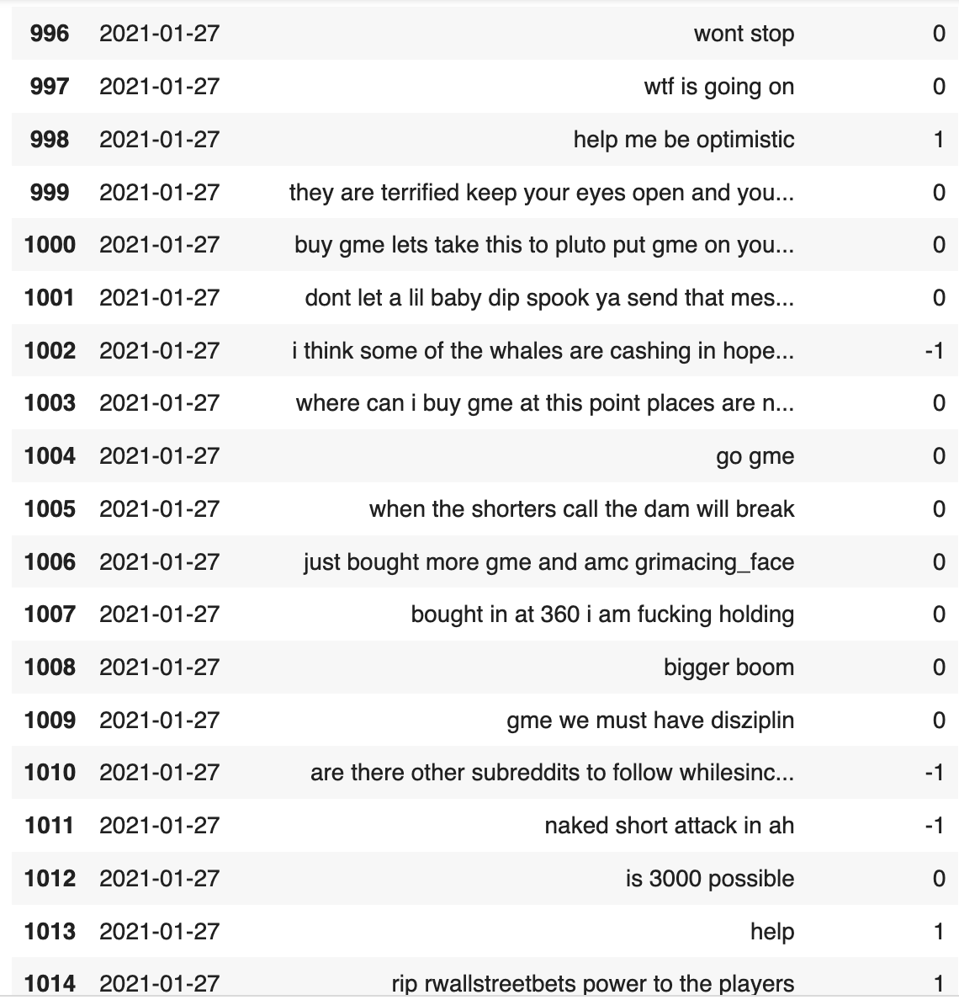 996 2021-01-27 wont stop 0
997 2021-01-27 wtf is going on 0
998 2021-01-27 help me be optimistic 1
999 2021-01-27 they are terrified keep your eyes open and you... 0
1000 2021-01-27 buy gme lets take this to pluto put gme on you... 0
1001 2021-01-27 dont let a lil baby dip spook ya send that mes... 0
1002 2021-01-27 i think some of the whales are cashing in hope... -1
1003 2021-01-27 where can i buy gme at this point places are n... 0
1004 2021-01-27 go gme 0
1005 2021-01-27 when the shorters call the dam will break 0
1006 2021-01-27 just bought more gme and amc grimacing_face 0
1007 2021-01-27 bought in at 360 i am fucking holding 0
1008 2021-01-27 bigger boom 0
1009 2021-01-27 gme we must have disziplin 0
1010 2021-01-27 are there other subreddits to follow whilesinc... -1
1011 2021-01-27 naked short attack in ah -1
1012 2021-01-27 is 3000 possible 0
1013 2021-01-27 help 1
1014 2021-01-27 rip rwallstreetbets power to the players 1